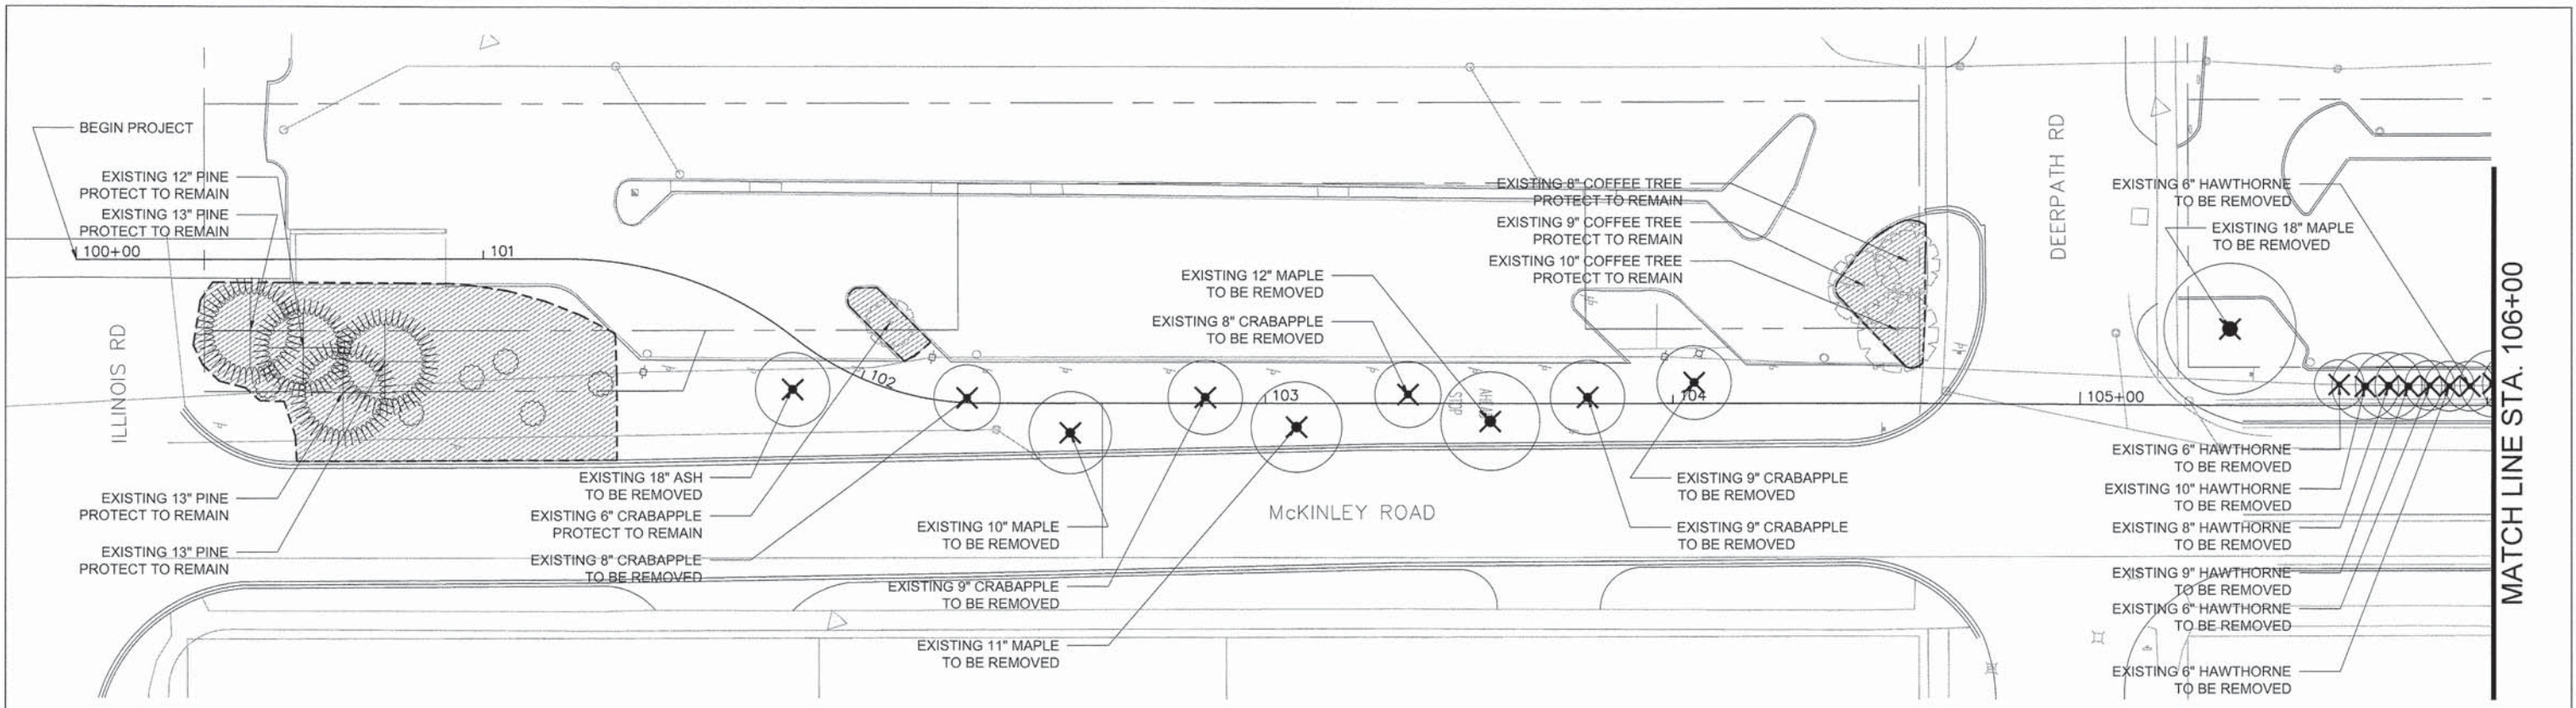 BEGIN PROJECT
EXISTING 12" PINE
PROTECT TO REMAIN
EXISTING 13" PINE
PROTECT TO REMAIN
100+00
101
ILLINOIS RD
EXISTING 13" PINE
PROTECT TO REMAIN
EXISTING 13" PINE
PROTECT TO REMAIN
EXISTING 18" ASH
TO BE REMOVED
EXISTING 6" CRABAPPLE
PROTECT TO REMAIN
EXISTING 8" CRABAPPLE
TO BE REMOVED
102
EXISTING 10" MAPLE
TO BE REMOVED
EXISTING 9" CRABAPPLE
TO BE REMOVED
EXISTING 11" MAPLE
TO BE REMOVED
EXISTING 12" MAPLE
TO BE REMOVED
EXISTING 8" CRABAPPLE
TO BE REMOVED
103
AHEAD
STOP
McKINLEY ROAD
EXISTING 8" COFFEE TREE
PROTECT TO REMAIN
EXISTING 9" COFFEE TREE
PROTECT TO REMAIN
EXISTING 10" COFFEE TREE
PROTECT TO REMAIN
104
EXISTING 9" CRABAPPLE
TO BE REMOVED
EXISTING 9" CRABAPPLE
TO BE REMOVED
DEERPATH RD
105+00
EXISTING 6" HAWTHORNE
TO BE REMOVED
EXISTING 18" MAPLE
TO BE REMOVED
EXISTING 6" HAWTHORNE
TO BE REMOVED
EXISTING 10" HAWTHORNE
TO BE REMOVED
EXISTING 8" HAWTHORNE
TO BE REMOVED
EXISTING 9" HAWTHORNE
TO BE REMOVED
EXISTING 6" HAWTHORNE
TO BE REMOVED
EXISTING 6" HAWTHORNE
TO BE REMOVED
MATCH LINE STA. 106+00